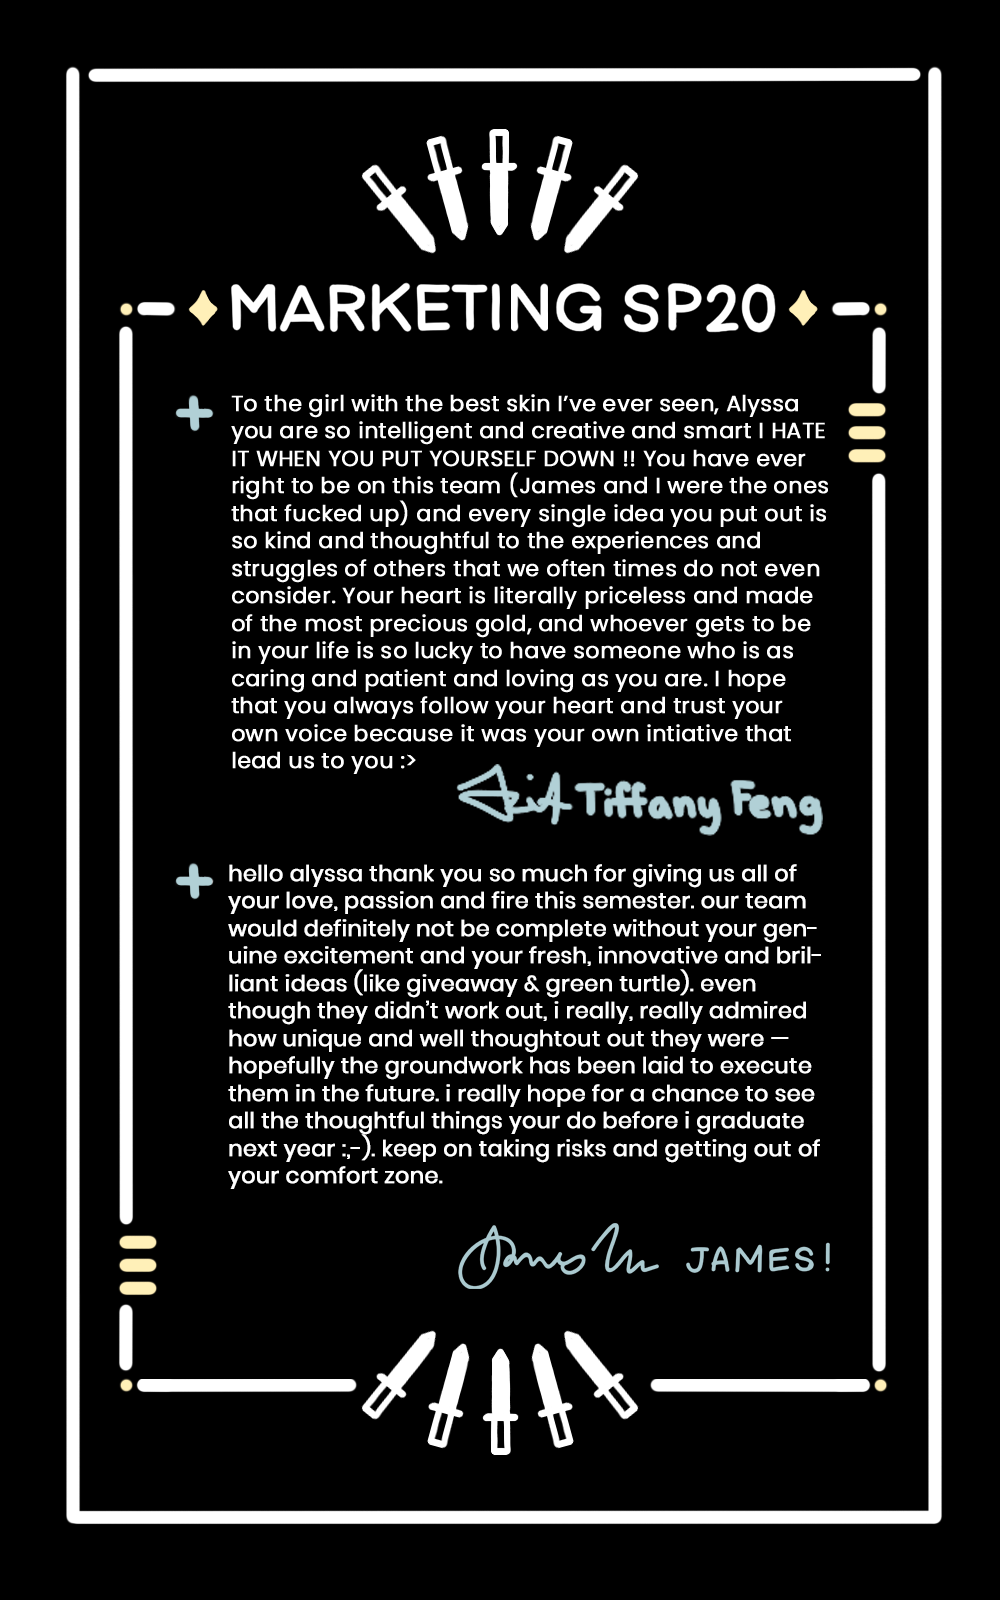 MARKETING SP20
To the girl with the best skin I've ever seen, Alyssa
you are so intelligent and creative and smart I HATE
IT WHEN YOU PUT YOURSELF DOWN !! You have ever
right to be on this team (James and I were the ones
that fucked up) and every single idea you put out is
so kind and thoughtful to the experiences and
struggles of others that we often times do not even
consider. Your heart is literally priceless and made
of the most precious gold, and whoever gets to be
in your life is so lucky to have someone who is as
caring and patient and loving as you are. I hope
that you always follow your heart and trust your
own voice because it was your own intiative that
lead us to you :>
Tiffany Feng
hello alyssa thank you so much for giving us all of
your love, passion and fire this semester. our team
would definitely not be complete without your gen-
uine excitement and your fresh, innovative and bril-
liant ideas (like giveaway & green turtle). even
though they didn't work out, i really, really admired
how unique and well thoughtout out they were —
hopefully the groundwork has been laid to execute
them in the future. i really hope for a chance to see
all the thoughtful things your do before i graduate
next year :,-). keep on taking risks and getting out of
your comfort zone.
JAMES!